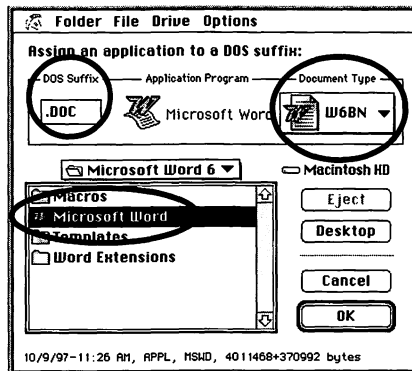 Folder File Drive Options
Assign an application to a DOS suffix:
DOS Suffix Application Program Document Type
.DOC Microsoft Word W6BN
Microsoft Word 6 Macintosh HD
Macros
Microsoft Word
Templates
Word Extensions
Eject
Desktop
Cancel
OK
10/9/97-11:26 AM, APPL, MSWD, 4011468+370992 bytes